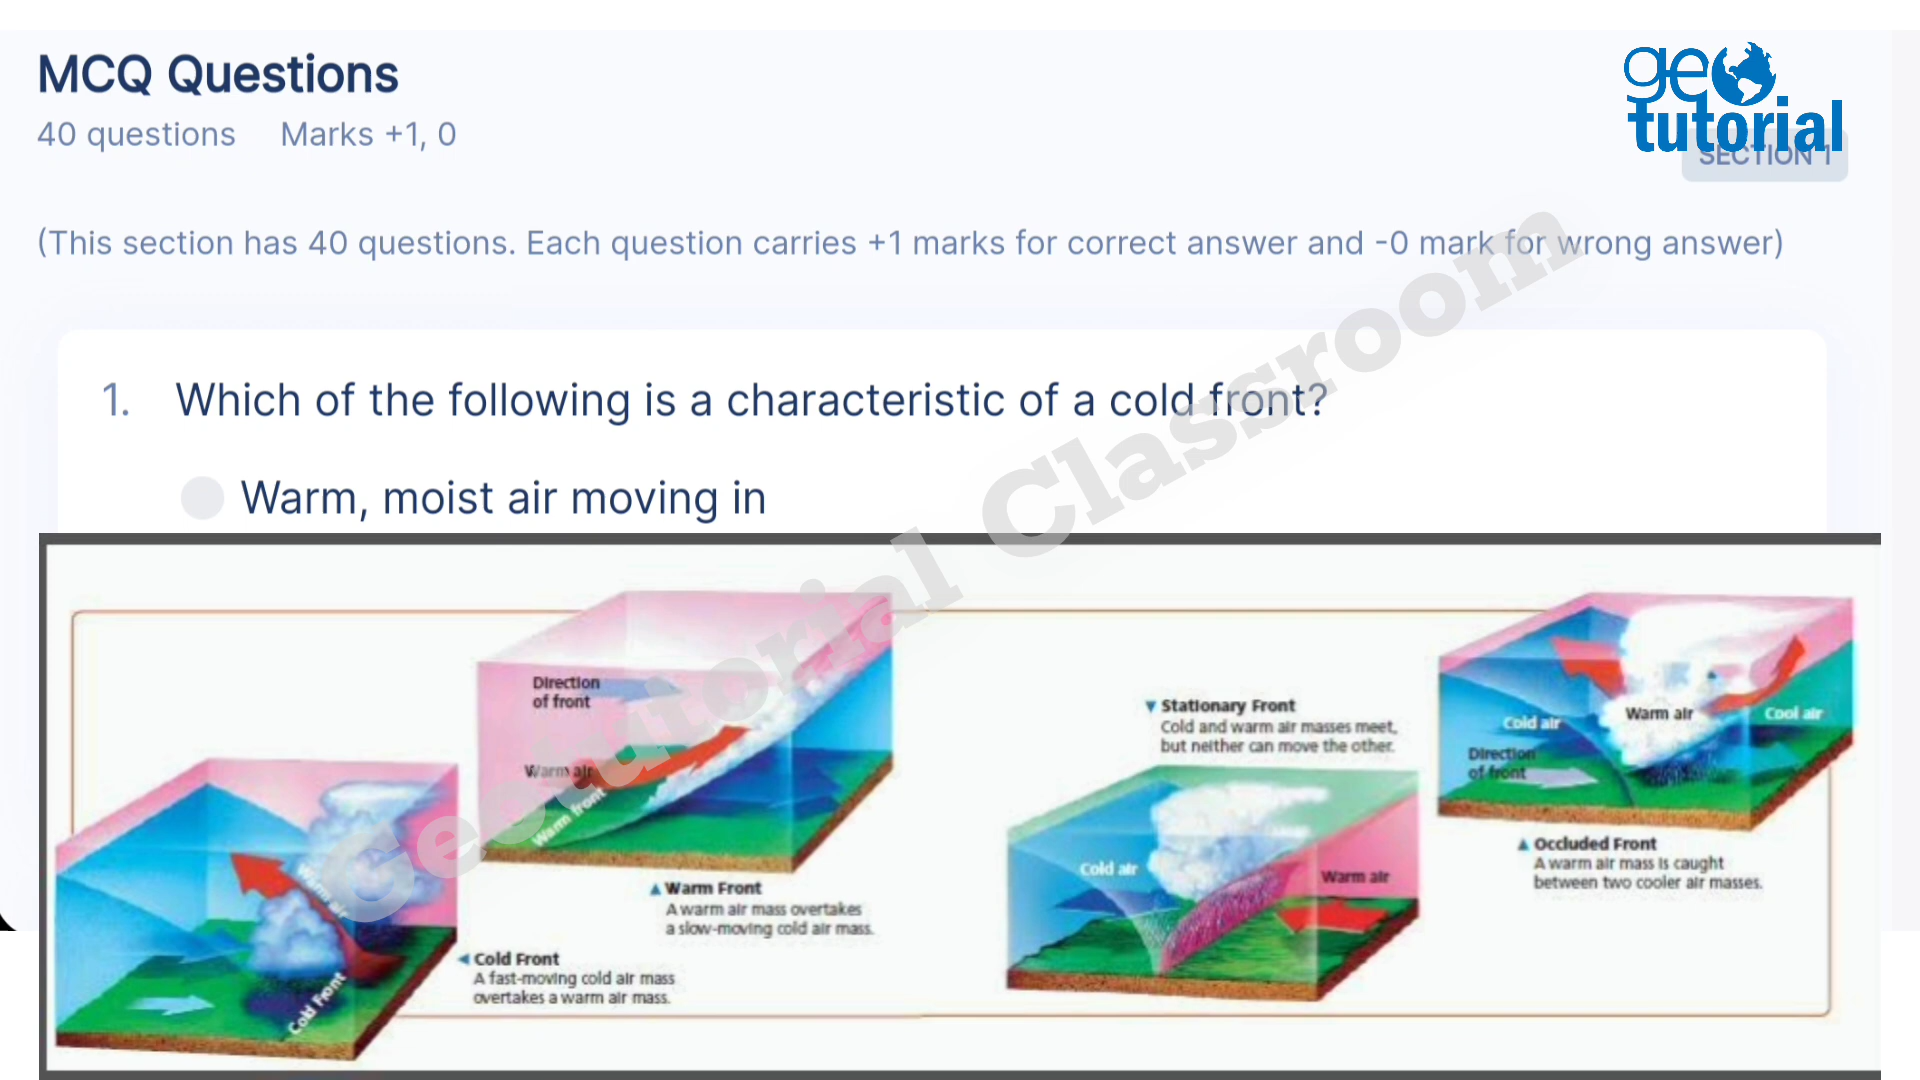 MCQ Questions
40 questions Marks +1, 0
geo
tutorial
SECTION 1
(This section has 40 questions. Each question carries +1 marks for correct answer and -0 mark for wrong answer)
1. Which of the following is a characteristic of a cold front?
Warm, moist air moving in
Geotutorial Classroom
Direction
of front
Warm air
Warm front
▲ Warm Front
A warm air mass overtakes
a slow-moving cold air mass.
Cold Front
◄ Cold Front
A fast-moving cold air mass
overtakes a warm air mass.
▼ Stationary Front
Cold and warm air masses meet,
but neither can move the other.
Cold air
Warm air
Cold air
Warm air
Cool air
Direction
of front
▲ Occluded Front
A warm air mass is caught
between two cooler air masses.